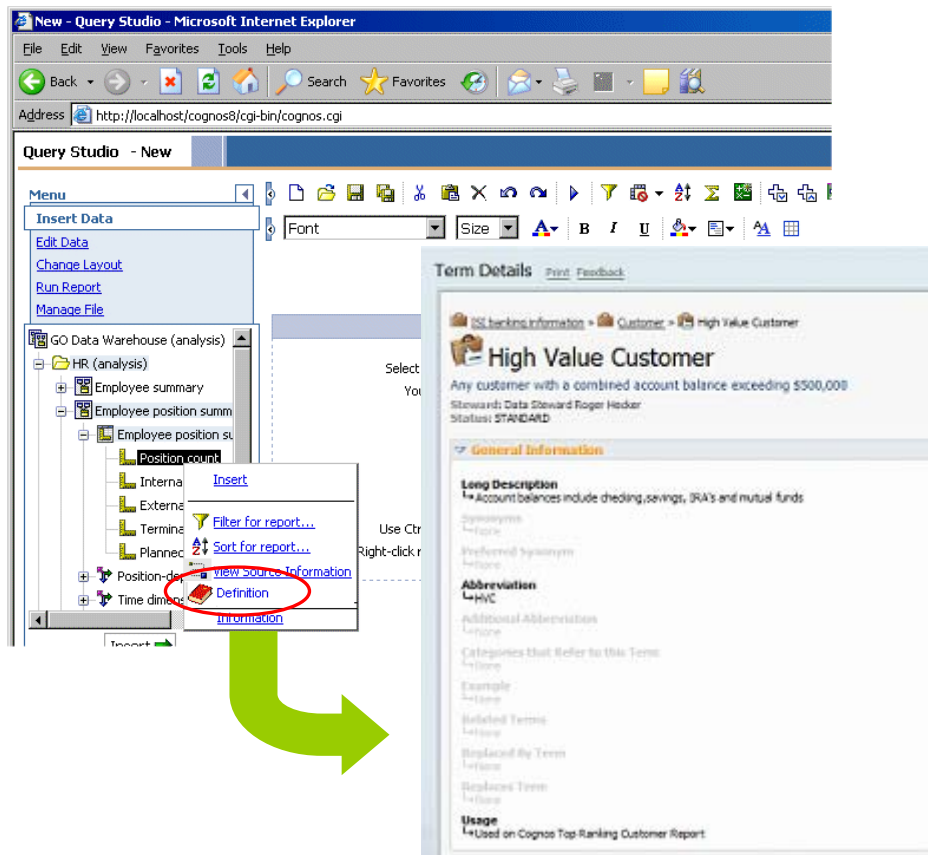 New - Query Studio - Microsoft Internet Explorer
File Edit View Favorites Tools Help
Back Search Favorites
Address http://localhost/cognos8/cgi-bin/cognos.cgi
Query Studio - New
Menu
Insert Data
Edit Data
Change Layout
Run Report
Manage File
Font Size A B I U
GO Data Warehouse (analysis)
HR (analysis)
Employee summary
Employee position summ
Employee position su
Position count
Interna
Externa
Termina
Planned
Position-de
Time dimens
Insert
Insert
Filter for report...
Sort for report...
View Source Information
Definition
Information
Select
You
Use Ctr
Right-click r
Term Details Print Feedback
banking information > Customer > High Value Customer
High Value Customer
Any customer with a combined account balance exceeding $500,000
Steward: Data Steward Roger Hecker
Status: STANDARD
General Information
Long Description
Account balances include checking,savings, IRA's and mutual funds
Synonyms
None
Preferred Synonym
None
Abbreviation
HVC
Additional Abbreviation
None
Categories that Refer to this Term
None
Example
None
Related Terms
None
Replaced By Term
None
Replaces Term
None
Usage
Used on Cognos Top Ranking Customer Report